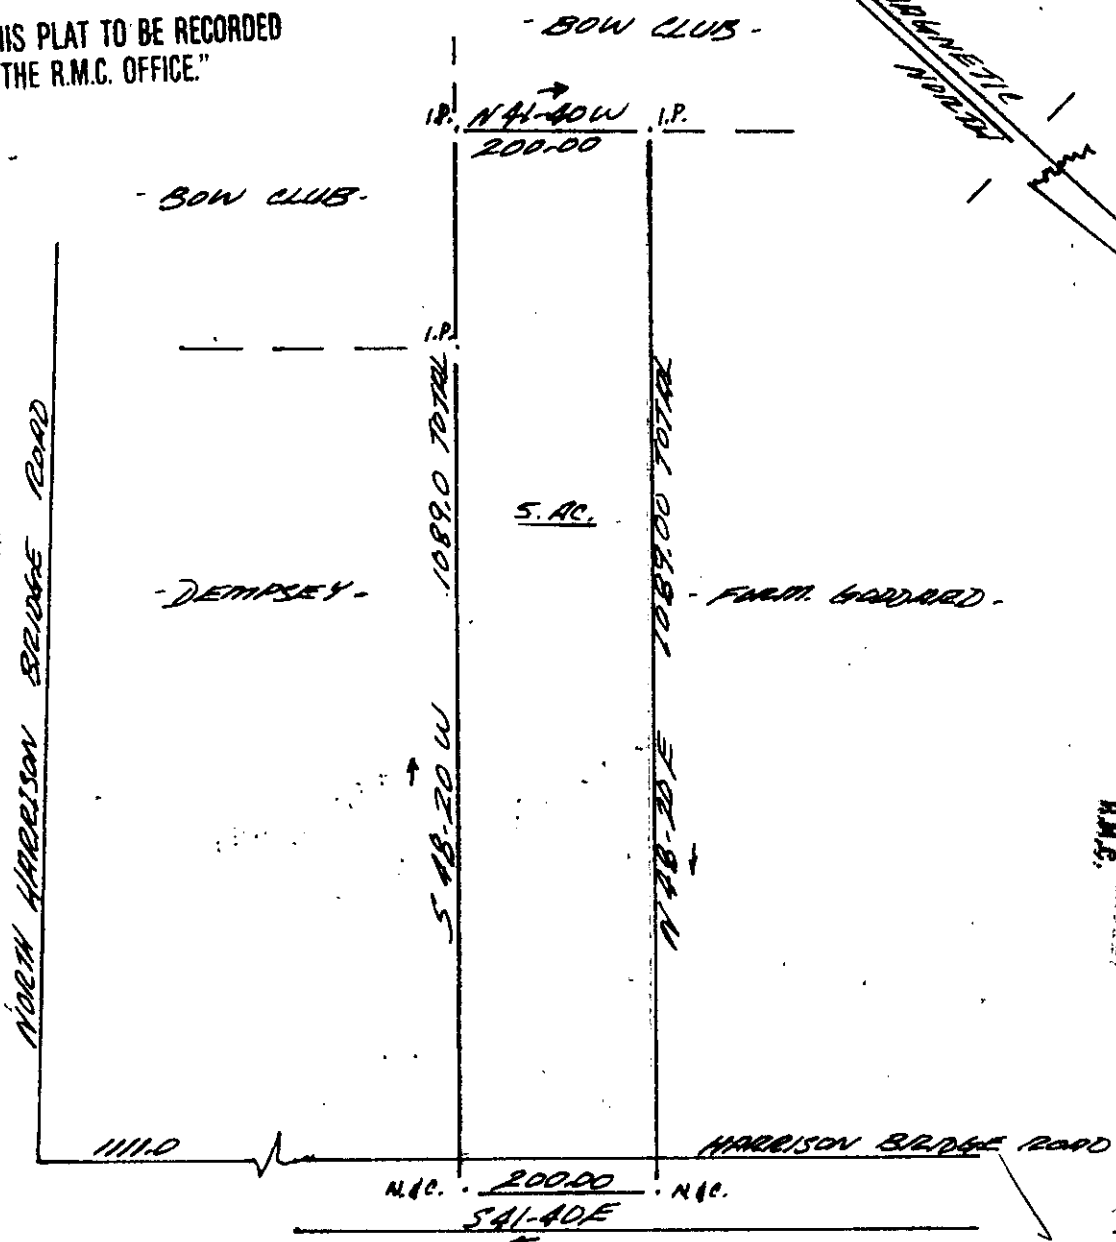 HIS PLAT TO BE RECORDED
THE R.M.C. OFFICE."
- BOW CLUB -
MAGNETIC
NORTH
I.P. N 41-40 W I.P.
200.00
- BOW CLUB -
I.P.
1089.0 TOTAL
S 48-20 W
5. AC.
1089.00 TOTAL
N 48-20 E
NORTH HARRISON BRIDGE ROAD
- DEMPSEY -
- FORM. GODDARD -
R.M.C.
1111.0
HARRISON BRIDGE ROAD
N.&C. 200.00 N.&C.
S 41-40 E